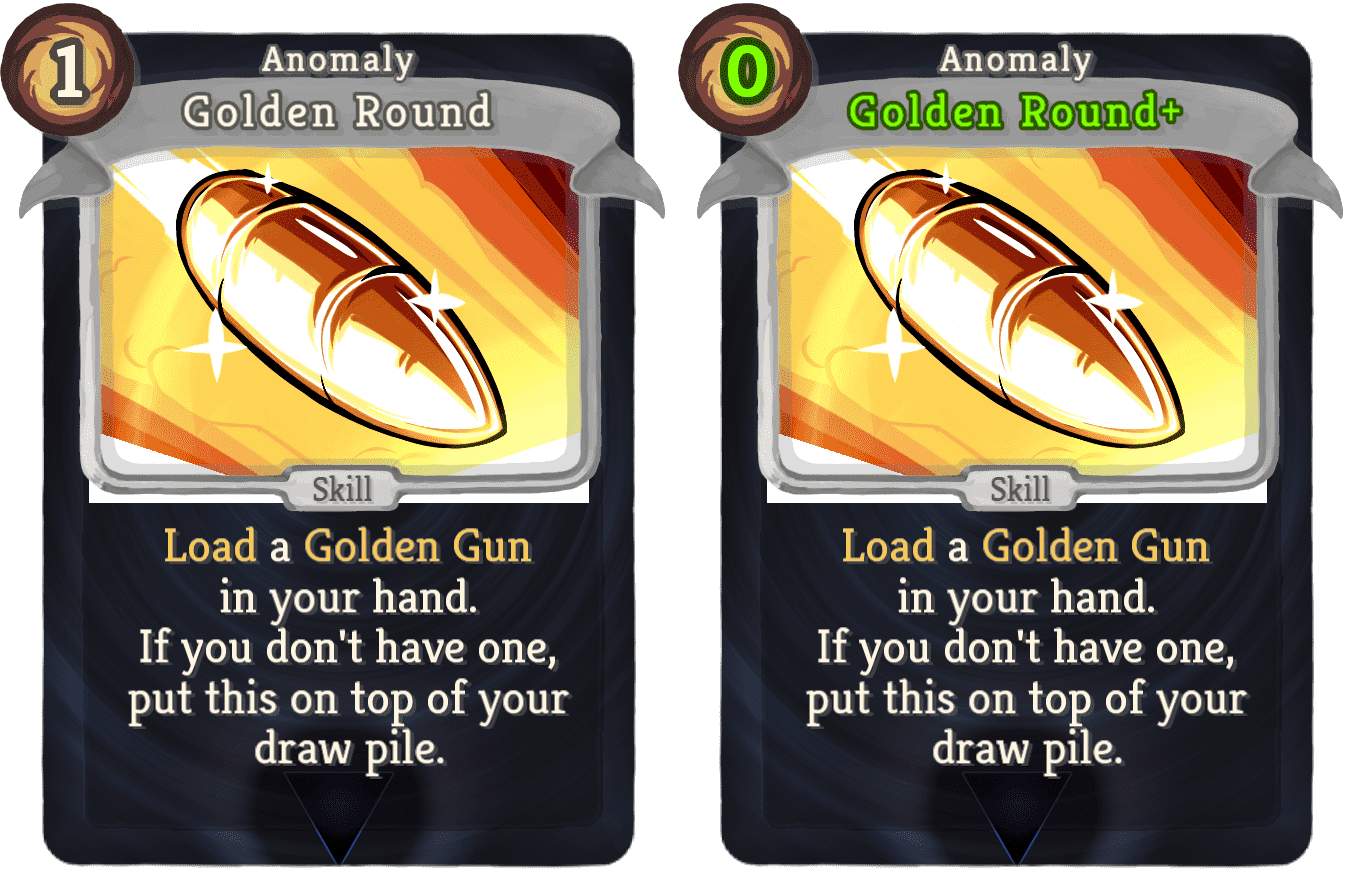 1
Anomaly
Golden Round
Skill
Load a Golden Gun
in your hand.
If you don't have one,
put this on top of your
draw pile.
0
Anomaly
Golden Round+
Skill
Load a Golden Gun
in your hand.
If you don't have one,
put this on top of your
draw pile.